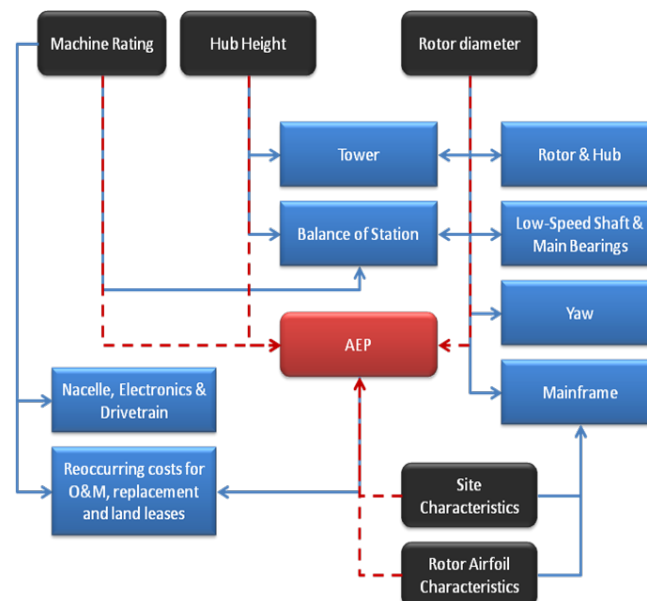 Machine Rating
Hub Height
Rotor diameter
Tower
Rotor & Hub
Balance of Station
Low-Speed Shaft &
Main Bearings
Yaw
AEP
Mainframe
Nacelle, Electronics &
Drivetrain
Reoccurring costs for
O&M, replacement
and land leases
Site
Characteristics
Rotor Airfoil
Characteristics